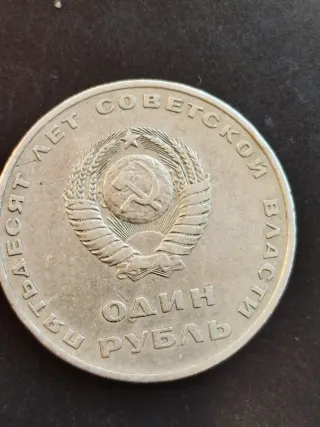 ПЯТЬДЕСЯТ ЛЕТ СОВЕТСКОЙ ВЛАСТИ
ОДИН
РУБЛЬ